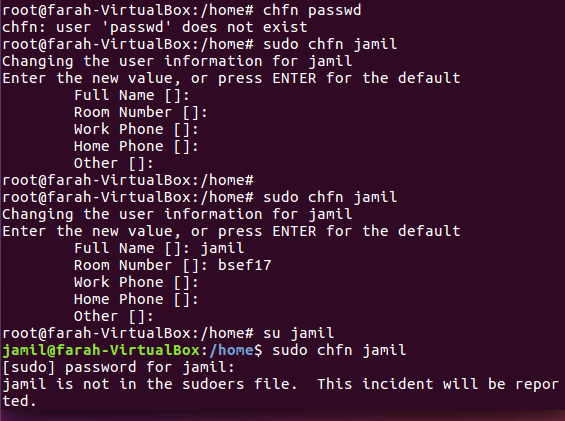 root@farah-VirtualBox:/home# chfn passwd
chfn: user 'passwd' does not exist
root@farah-VirtualBox:/home# sudo chfn jamil
Changing the user information for jamil
Enter the new value, or press ENTER for the default
        Full Name []:
        Room Number []:
        Work Phone []:
        Home Phone []:
        Other []:
root@farah-VirtualBox:/home#
root@farah-VirtualBox:/home# sudo chfn jamil
Changing the user information for jamil
Enter the new value, or press ENTER for the default
        Full Name []: jamil
        Room Number []: bsef17
        Work Phone []:
        Home Phone []:
        Other []:
root@farah-VirtualBox:/home# su jamil
jamil@farah-VirtualBox:/home$ sudo chfn jamil
[sudo] password for jamil:
jamil is not in the sudoers file.  This incident will be repor
ted.